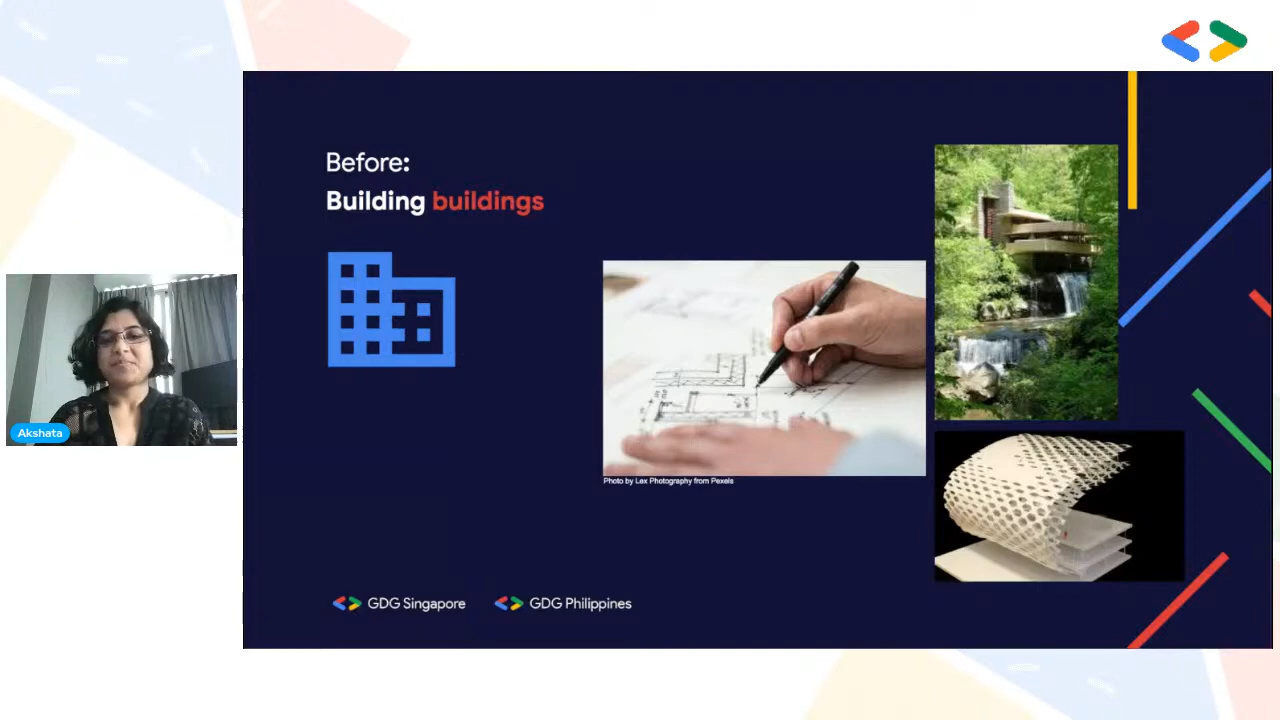 Before:
Building buildings
Akshata
Photo by Lex Photography from Pexels
GDG Singapore
GDG Philippines